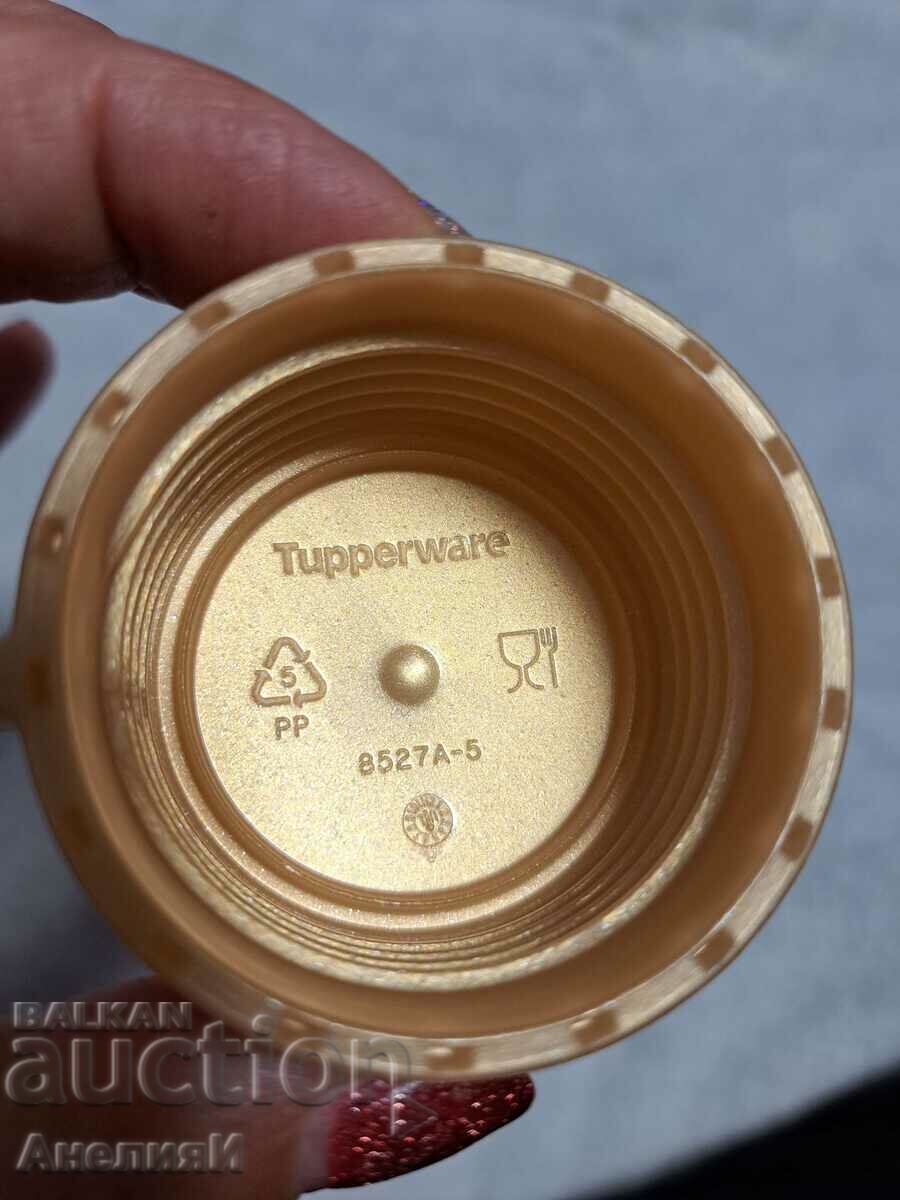 Tupperware
5
PP
8527A-5
BALKAN
auction
АнелияИ